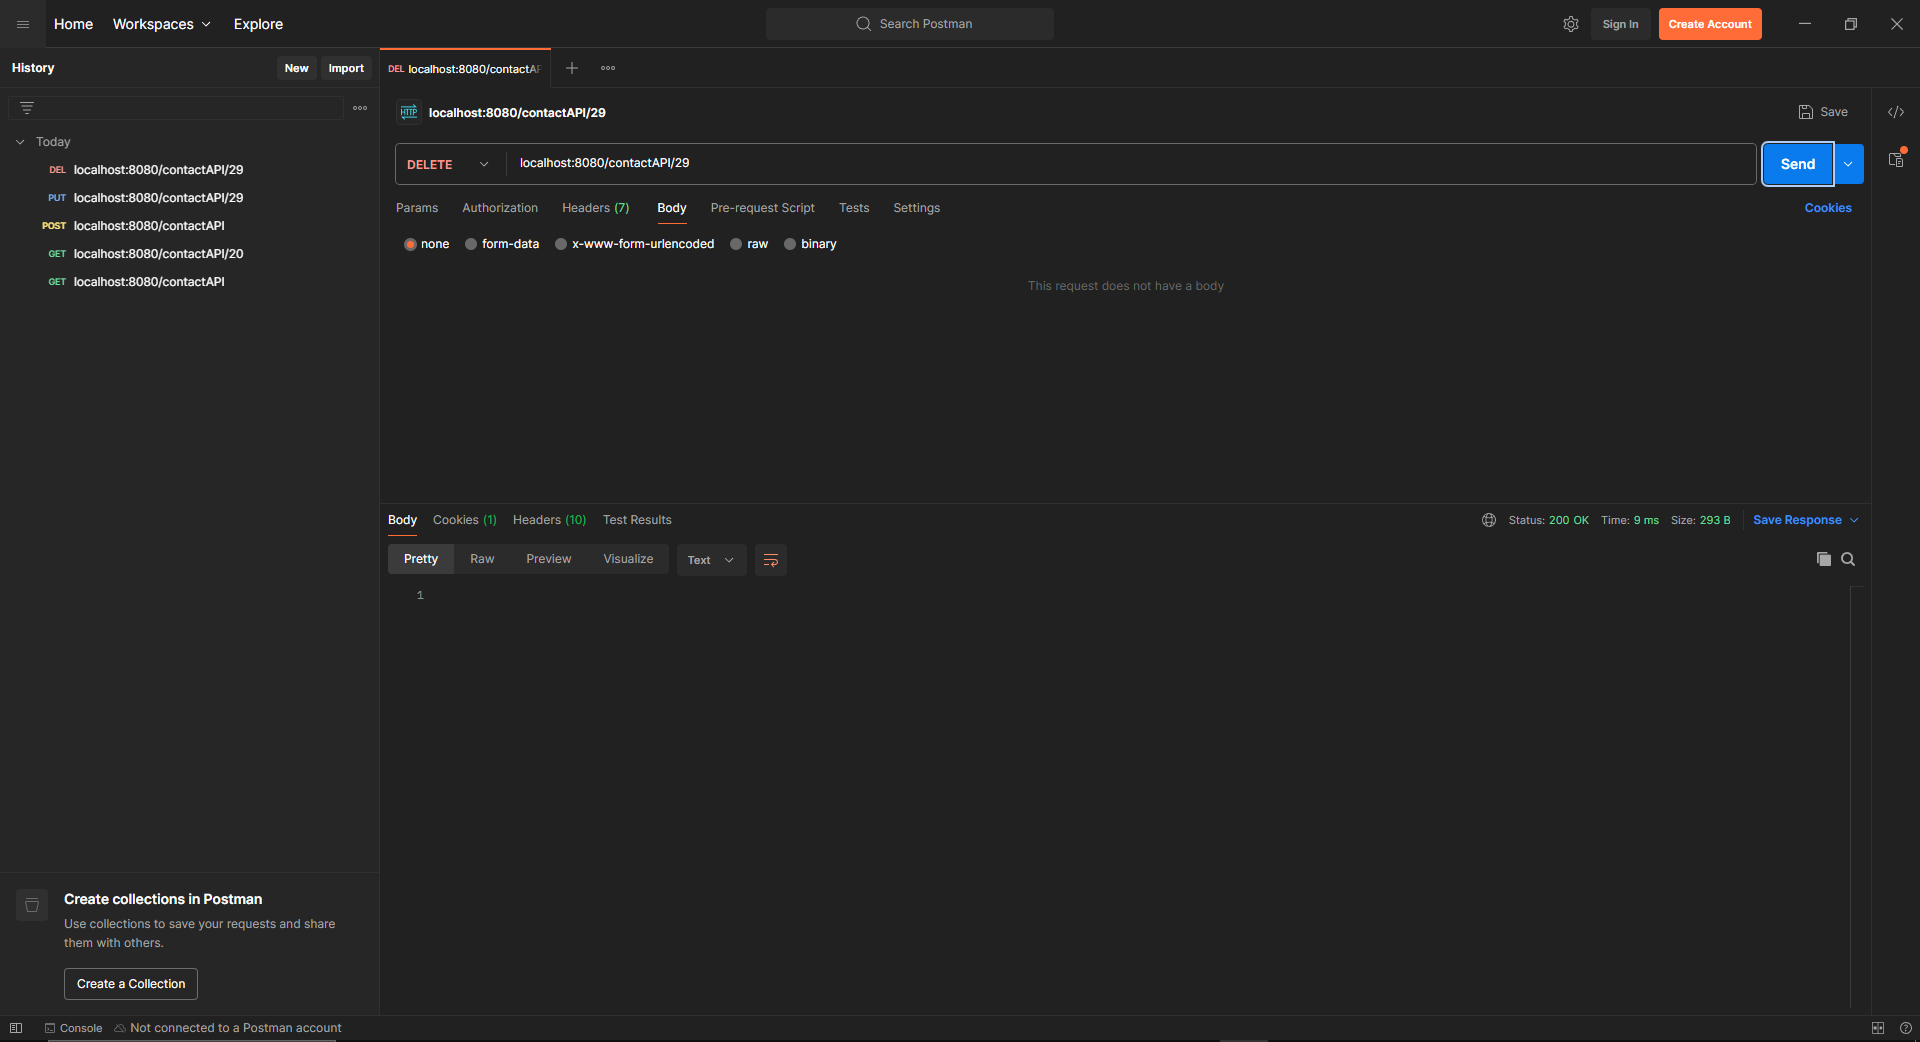 Home Workspaces Explore
Search Postman
Sign In Create Account
History New Import
DEL localhost:8080/contactAP
HTTP localhost:8080/contactAPI/29
Save
Today
DEL localhost:8080/contactAPI/29
PUT localhost:8080/contactAPI/29
POST localhost:8080/contactAPI
GET localhost:8080/contactAPI/20
GET localhost:8080/contactAPI
DELETE localhost:8080/contactAPI/29 Send
Params Authorization Headers (7) Body Pre-request Script Tests Settings Cookies
none form-data x-www-form-urlencoded raw binary
This request does not have a body
Body Cookies (1) Headers (10) Test Results Status: 200 OK Time: 9 ms Size: 293 B Save Response
Pretty Raw Preview Visualize Text
1
Create collections in Postman
Use collections to save your requests and share
them with others.
Create a Collection
Console Not connected to a Postman account